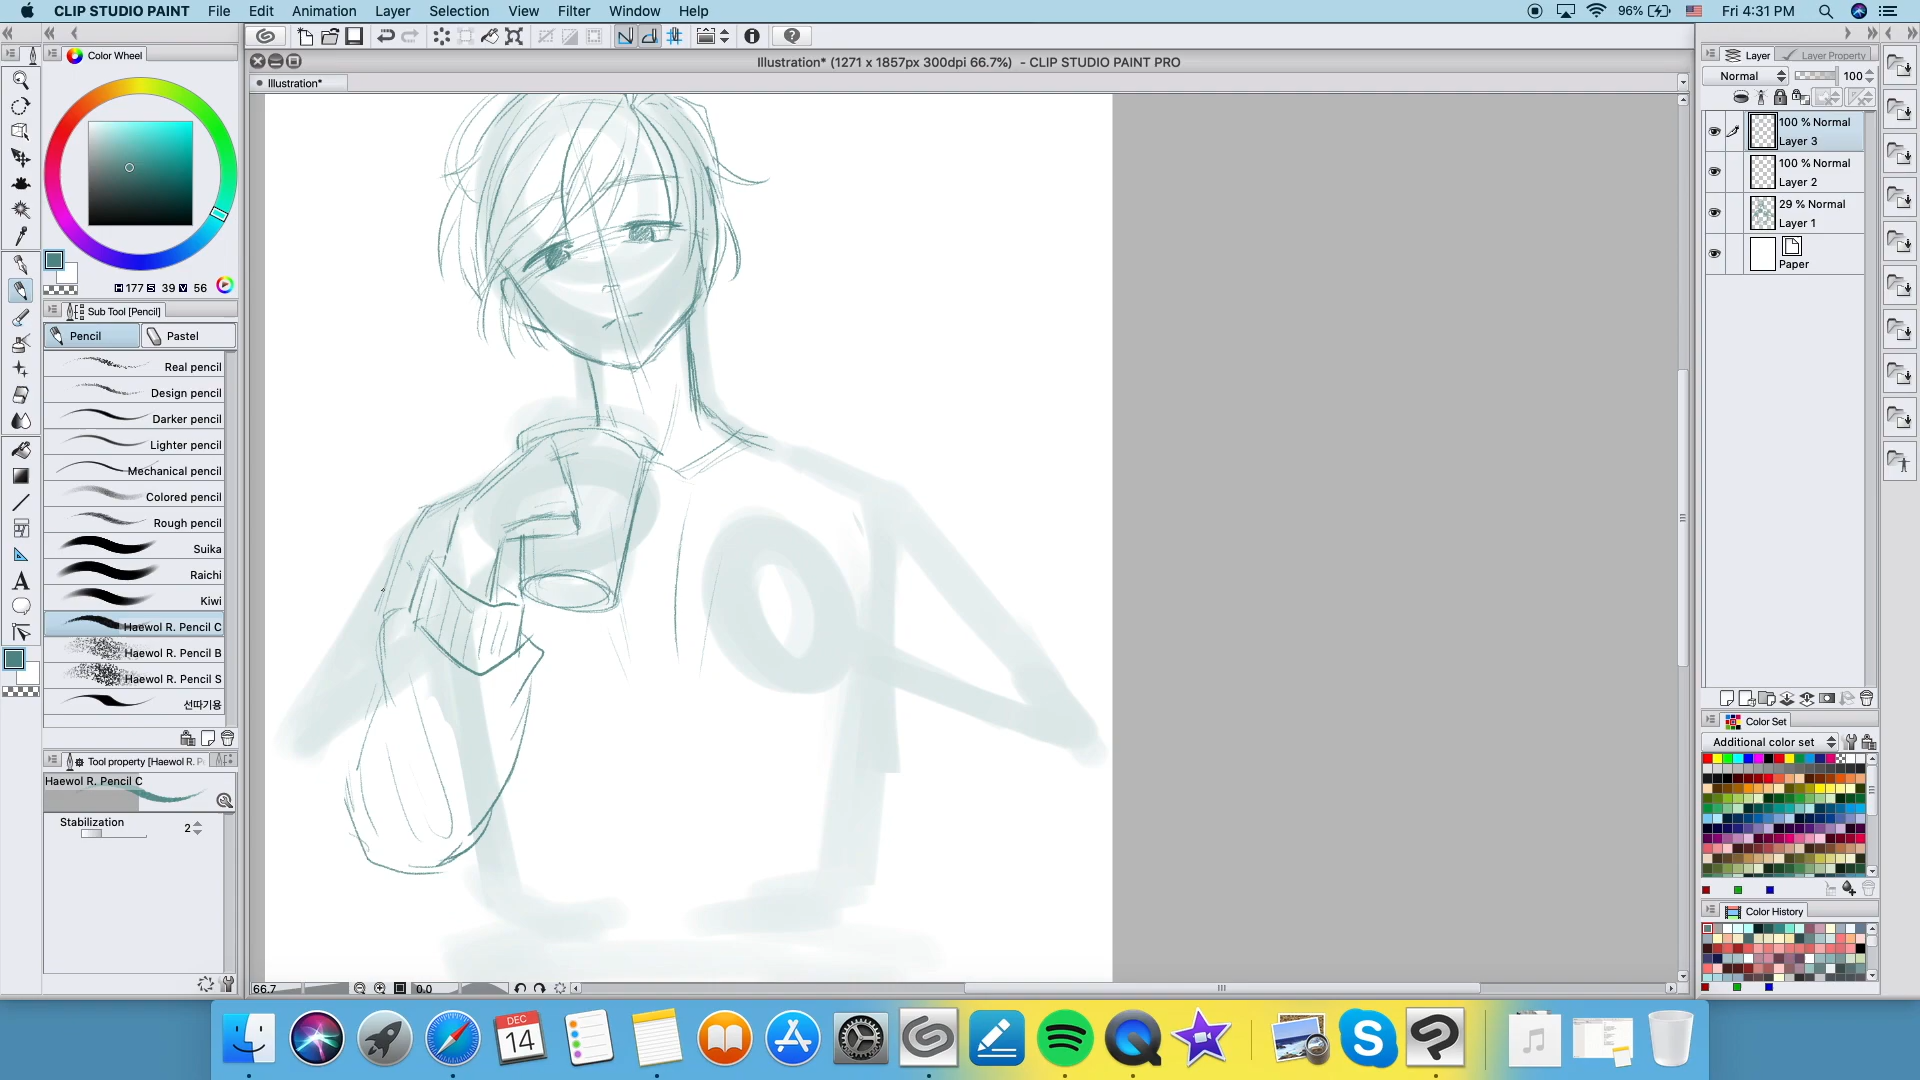 CLIP STUDIO PAINT File Edit Animation Layer Selection View Filter Window Help 96% Fri 4:31 PM
Color Wheel
Illustration* (1271 x 1857px 300dpi 66.7%) - CLIP STUDIO PAINT PRO
Illustration*
Layer Layer Property
Normal 100
100 % Normal
Layer 3
100 % Normal
Layer 2
29 % Normal
Layer 1
Paper
H 177 S 39 V 56
Sub Tool [Pencil]
Pencil Pastel
Real pencil
Design pencil
Darker pencil
Lighter pencil
Mechanical pencil
Colored pencil
Rough pencil
Suika
Raichi
Kiwi
Haewol R. Pencil C
Haewol R. Pencil B
Haewol R. Pencil S
선따기용
Tool property [Haewol R. P
Haewol R. Pencil C
Stabilization 2
66.7 0.0
Color Set
Additional color set
Color History
DEC
14